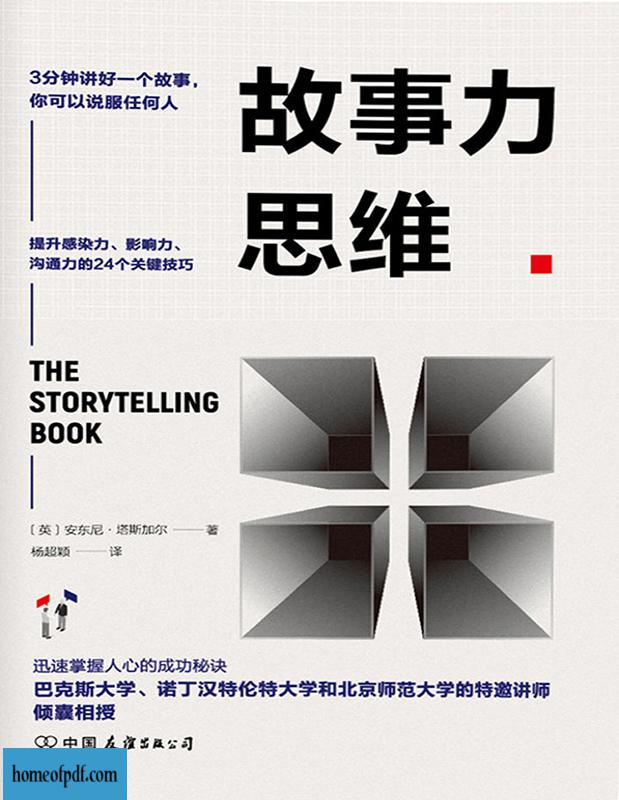 3分钟讲好一个故事，
你可以说服任何人
故事力
思维
提升感染力、影响力、
沟通力的24个关键技巧
THE
STORYTELLING
BOOK
［英］安东尼·塔斯加尔 —— 著
杨超颖 —— 译
迅速掌握人心的成功秘诀
巴克斯大学、诺丁汉特伦特大学和北京师范大学的特邀讲师
倾囊相授
中国友谊出版公司
homeofpdf.com